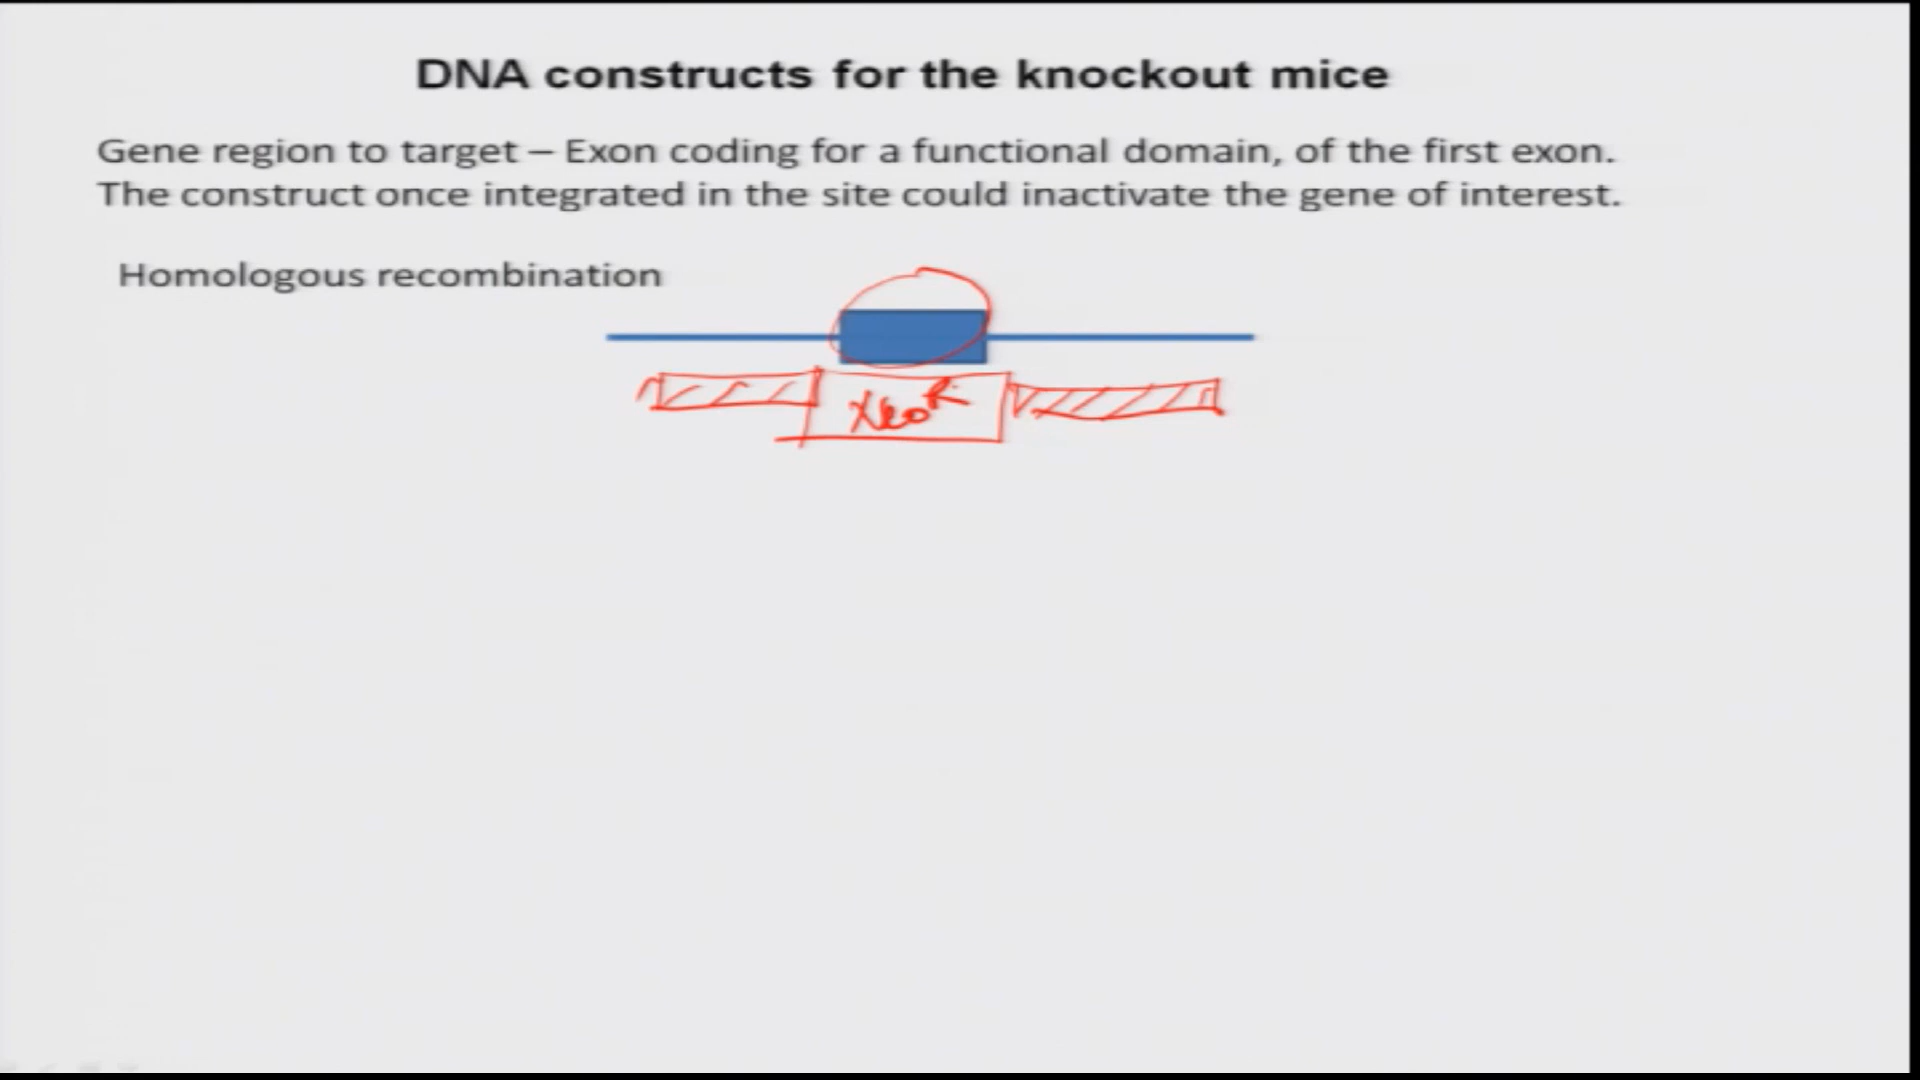 DNA constructs for the knockout mice
Gene region to target – Exon coding for a functional domain, of the first exon.
The construct once integrated in the site could inactivate the gene of interest.
Homologous recombination
Neo R